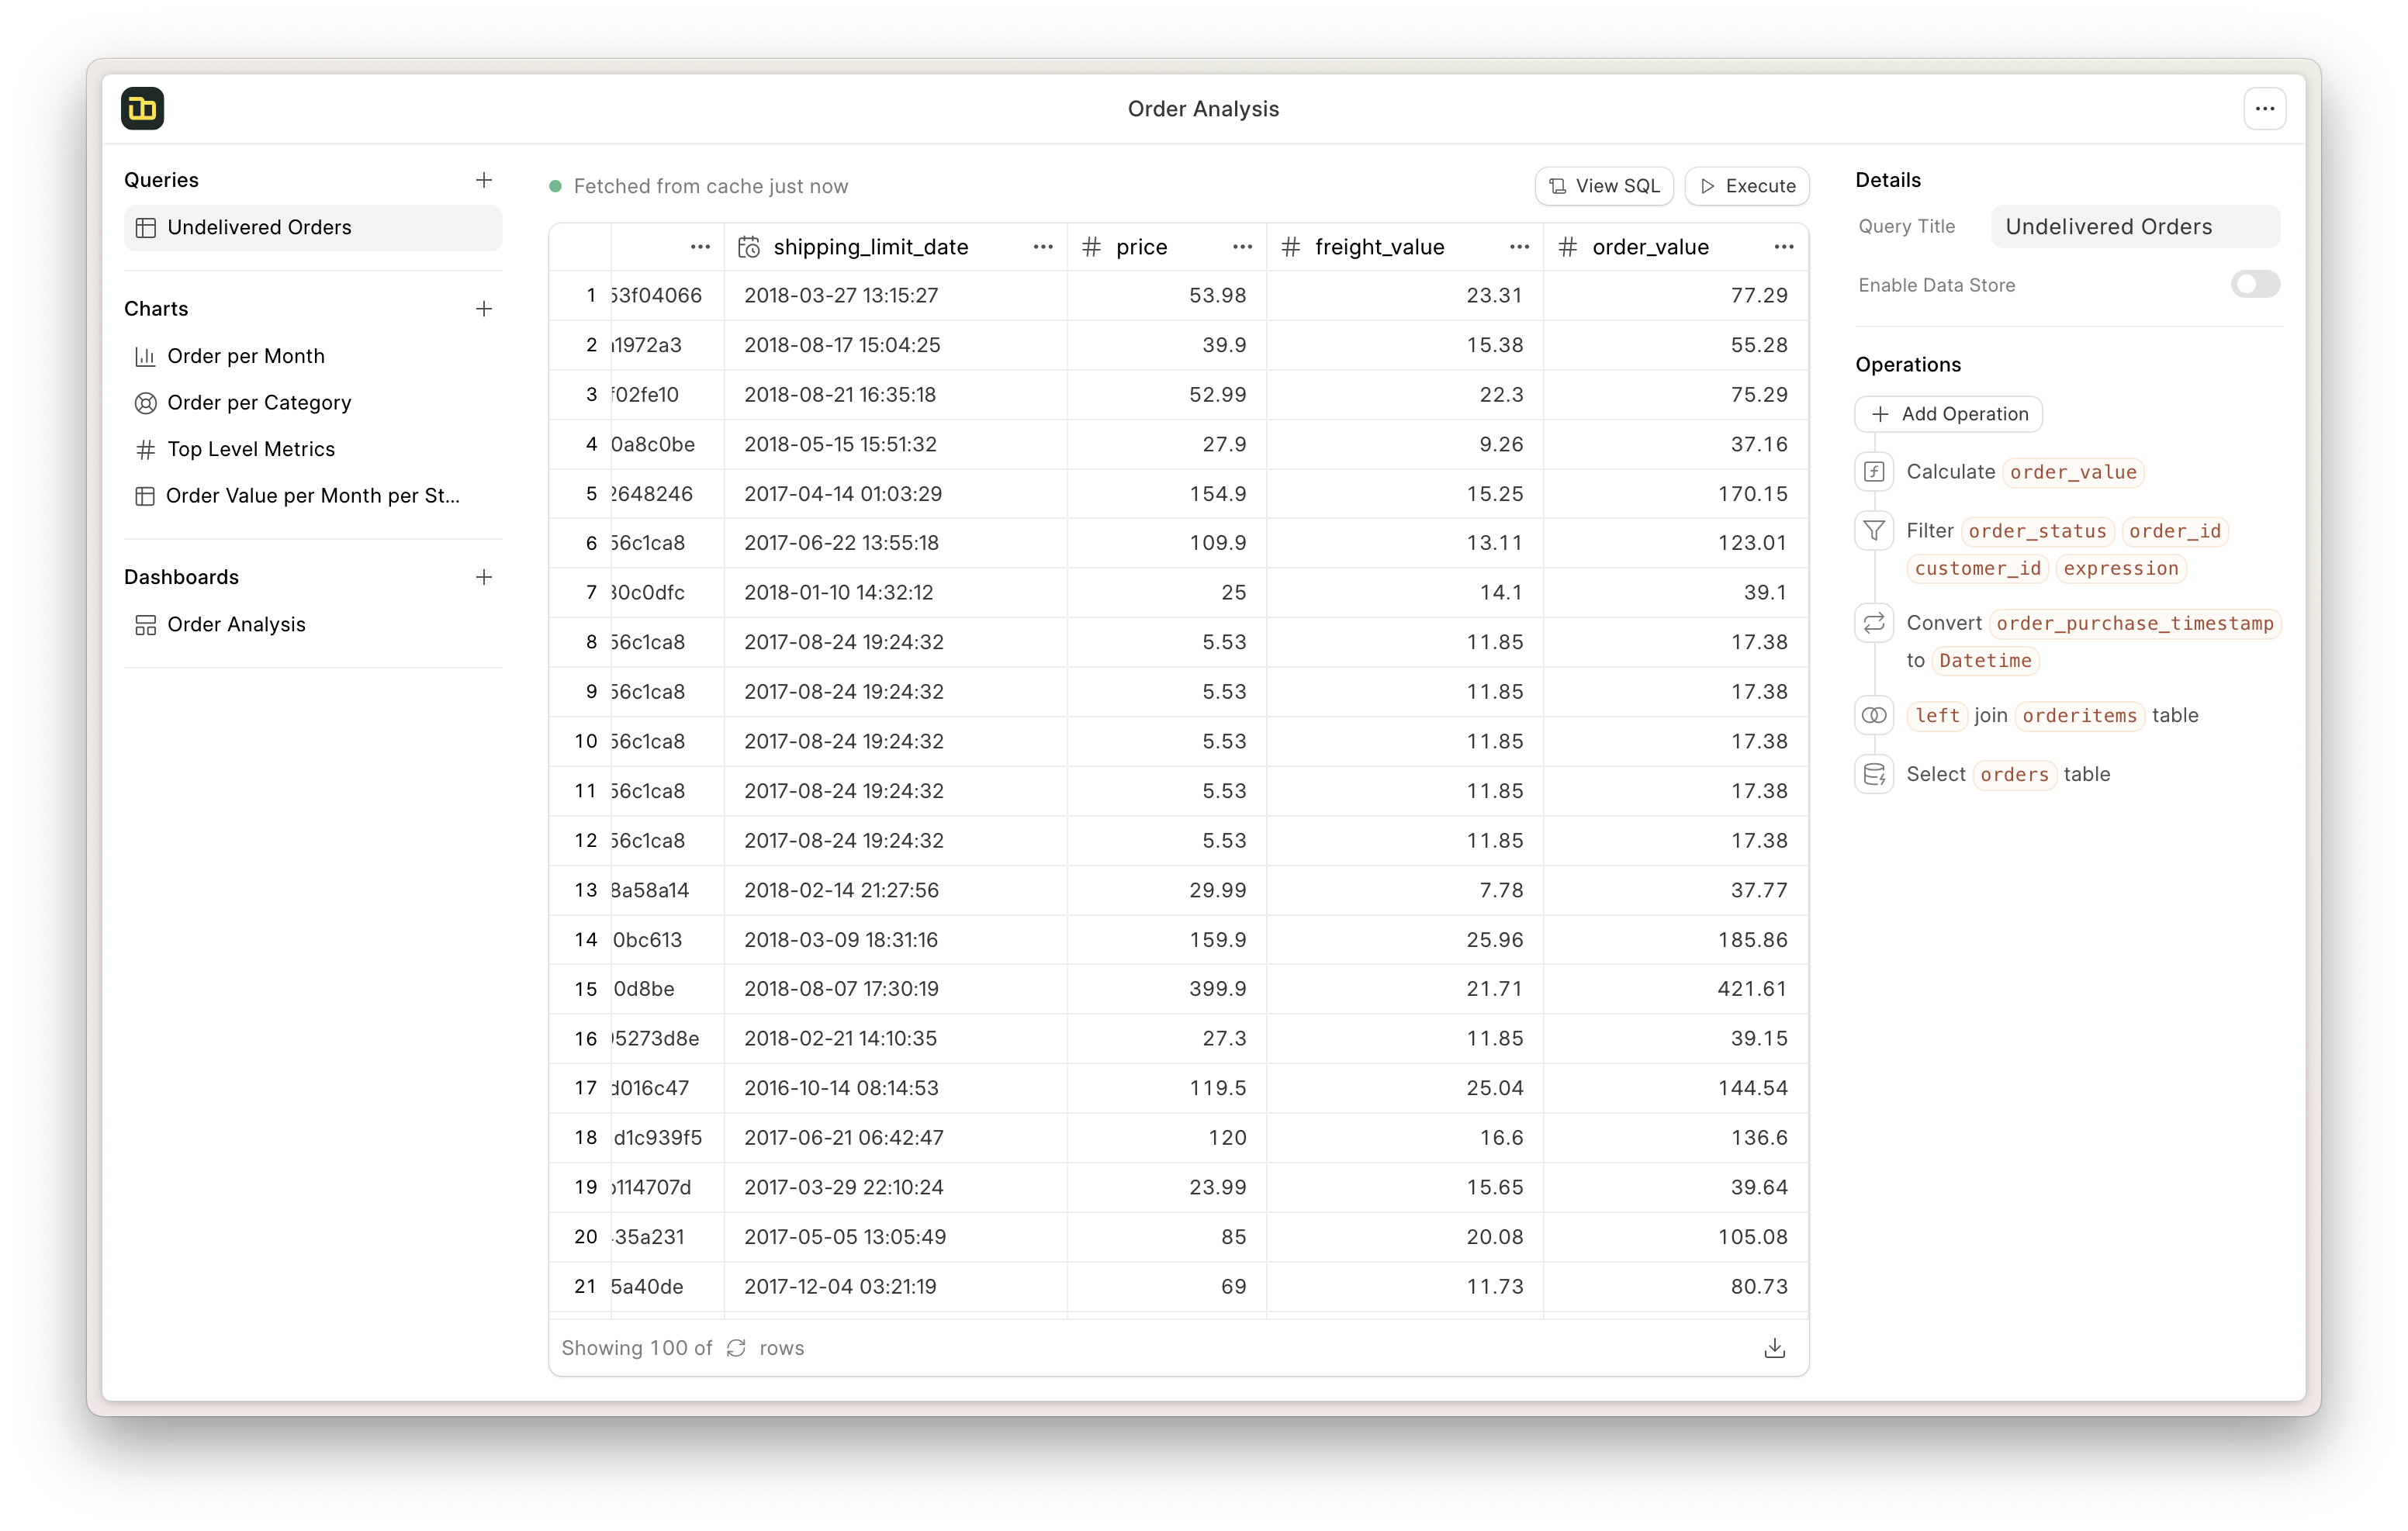 Order Analysis
Queries
Undelivered Orders
Charts
Order per Month
Order per Category
Top Level Metrics
Order Value per Month per St...
Dashboards
Order Analysis
Fetched from cache just now
View SQL
Execute
shipping_limit_date price freight_value order_value
1 53f04066 2018-03-27 13:15:27 53.98 23.31 77.29
2 1972a3 2018-08-17 15:04:25 39.9 15.38 55.28
3 f02fe10 2018-08-21 16:35:18 52.99 22.3 75.29
4 0a8c0be 2018-05-15 15:51:32 27.9 9.26 37.16
5 2648246 2017-04-14 01:03:29 154.9 15.25 170.15
6 56c1ca8 2017-06-22 13:55:18 109.9 13.11 123.01
7 30c0dfc 2018-01-10 14:32:12 25 14.1 39.1
8 56c1ca8 2017-08-24 19:24:32 5.53 11.85 17.38
9 56c1ca8 2017-08-24 19:24:32 5.53 11.85 17.38
10 56c1ca8 2017-08-24 19:24:32 5.53 11.85 17.38
11 56c1ca8 2017-08-24 19:24:32 5.53 11.85 17.38
12 56c1ca8 2017-08-24 19:24:32 5.53 11.85 17.38
13 8a58a14 2018-02-14 21:27:56 29.99 7.78 37.77
14 0bc613 2018-03-09 18:31:16 159.9 25.96 185.86
15 0d8be 2018-08-07 17:30:19 399.9 21.71 421.61
16 5273d8e 2018-02-21 14:10:35 27.3 11.85 39.15
17 d016c47 2016-10-14 08:14:53 119.5 25.04 144.54
18 d1c939f5 2017-06-21 06:42:47 120 16.6 136.6
19 114707d 2017-03-29 22:10:24 23.99 15.65 39.64
20 35a231 2017-05-05 13:05:49 85 20.08 105.08
21 5a40de 2017-12-04 03:21:19 69 11.73 80.73
Showing 100 of rows
Details
Query Title Undelivered Orders
Enable Data Store
Operations
Add Operation
Calculate order_value
Filter order_status order_id
customer_id expression
Convert order_purchase_timestamp
to Datetime
left join orderitems table
Select orders table